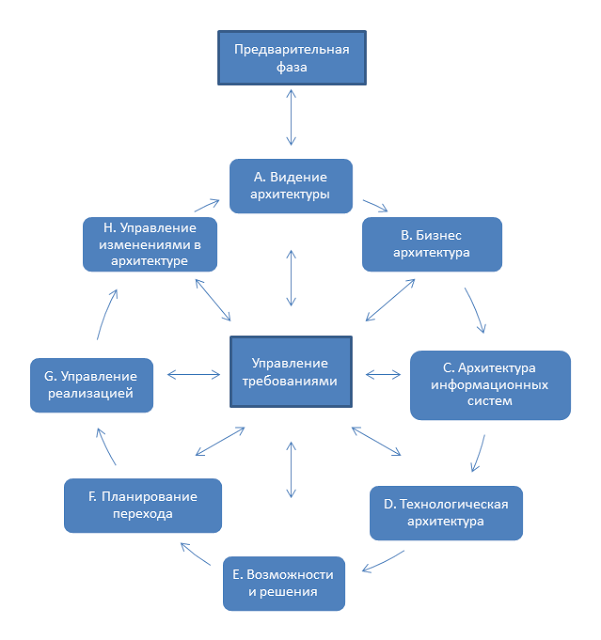 Предварительная
фаза
A. Видение
архитектуры
H. Управление
изменениями в
архитектуре
B. Бизнес
архитектура
Управление
требованиями
G. Управление
реализацией
C. Архитектура
информационных
систем
F. Планирование
перехода
D. Технологическая
архитектура
E. Возможности
и решения